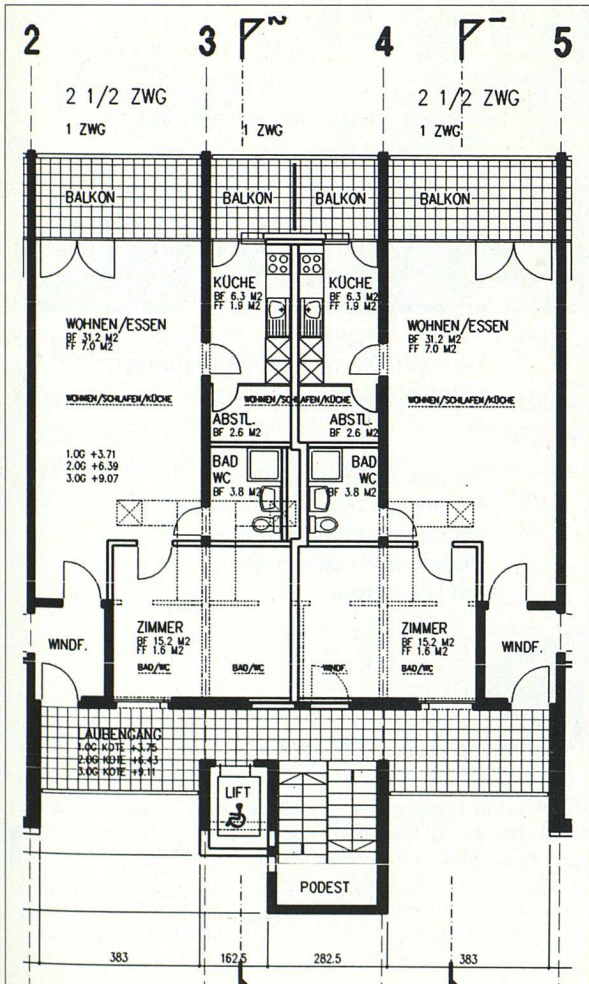 2 3 4 5
2 1
2 1/2 ZWG 2 1/2 ZWG
1 ZWG 1 ZWG 1 ZWG
BALKON BALKON BALKON BALKON
KÜCHE KÜCHE
BF 6.3 M2 BF 6.3 M2
FF 1.9 M2 FF 1.9 M2
WOHNEN/ESSEN WOHNEN/ESSEN
BF 31.2 M2 BF 31.2 M2
FF 7.0 M2 FF 7.0 M2
WOHNEN/SCHLAFEN/KÜCHE WOHNEN/SCHLAFEN/KÜCHE WOHNEN/SCHLAFEN/KÜCHE
ABSTL. ABSTL.
BF 2.6 M2 BF 2.6 M2
1.OG +3.71
2.OG +6.39
3.OG +9.07
BAD BAD
WC WC
BF 3.8 M2 BF 3.8 M2
ZIMMER ZIMMER
BF 15.2 M2 BF 15.2 M2
FF 1.6 M2 FF 1.6 M2
WINDF. WINDF.
BAD/WC BAD/WC WINDF. BAD/WC
LAUBENGANG
1.OG KOTE +3.75
2.OG KOTE +6.43
3.OG KOTE +9.11
LIFT
PODEST
383 162.5 282.5 383